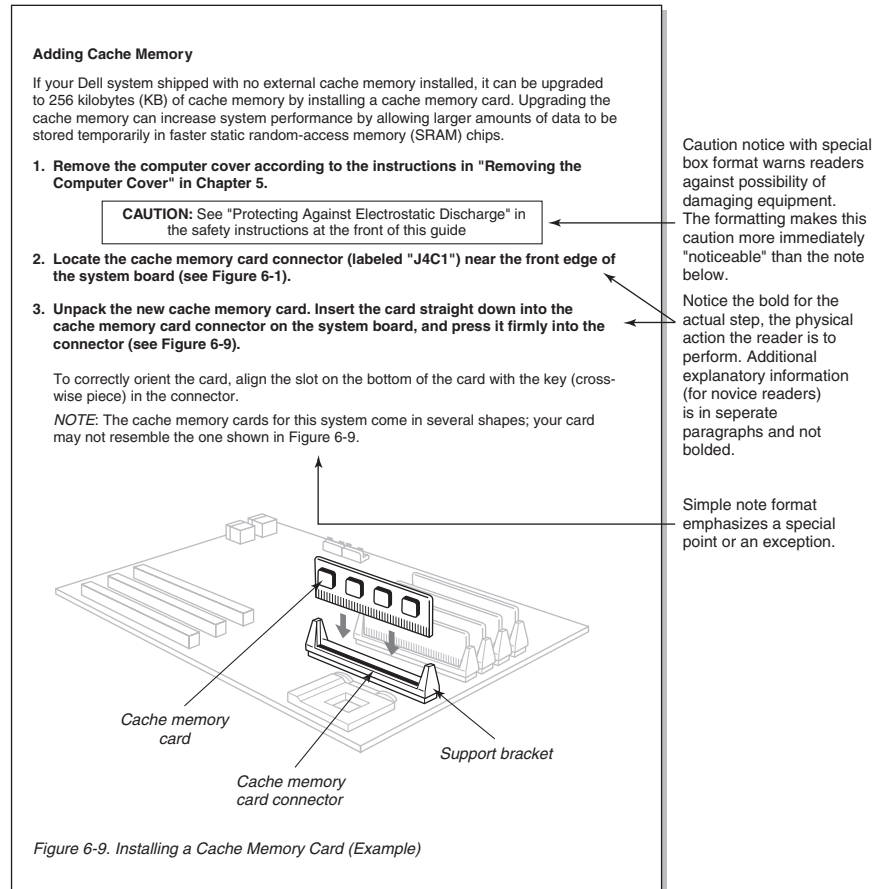 Adding Cache Memory
If your Dell system shipped with no external cache memory installed, it can be upgraded
to 256 kilobytes (KB) of cache memory by installing a cache memory card. Upgrading the
cache memory can increase system performance by allowing larger amounts of data to be
stored temporarily in faster static random-access memory (SRAM) chips.
1. Remove the computer cover according to the instructions in "Removing the
Computer Cover" in Chapter 5.
CAUTION: See "Protecting Against Electrostatic Discharge" in
the safety instructions at the front of this guide
2. Locate the cache memory card connector (labeled "J4C1") near the front edge of
the system board (see Figure 6-1).
3. Unpack the new cache memory card. Insert the card straight down into the
cache memory card connector on the system board, and press it firmly into the
connector (see Figure 6-9).
To correctly orient the card, align the slot on the bottom of the card with the key (cross-
wise piece) in the connector.
NOTE: The cache memory cards for this system come in several shapes; your card
may not resemble the one shown in Figure 6-9.
Cache memory
card
Support bracket
Cache memory
card connector
Figure 6-9. Installing a Cache Memory Card (Example)
Caution notice with special
box format warns readers
against possibility of
damaging equipment.
The formatting makes this
caution more immediately
"noticeable" than the note
below.
Notice the bold for the
actual step, the physical
action the reader is to
perform. Additional
explanatory information
(for novice readers)
is in seperate
paragraphs and not
bolded.
Simple note format
emphasizes a special
point or an exception.